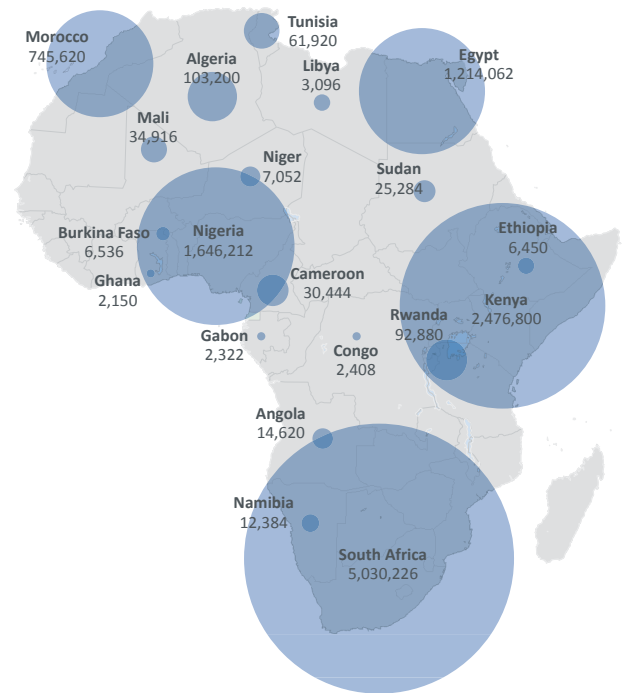 Tunisia
61,920
Morocco
745,620
Algeria
103,200
Libya
3,096
Egypt
1,214,062
Mali
34,916
Niger
7,052
Sudan
25,284
Burkina Faso
6,536
Nigeria
1,646,212
Ethiopia
6,450
Ghana
2,150
Cameroon
30,444
Kenya
2,476,800
Rwanda
92,880
Gabon
2,322
Congo
2,408
Angola
14,620
Namibia
12,384
South Africa
5,030,226